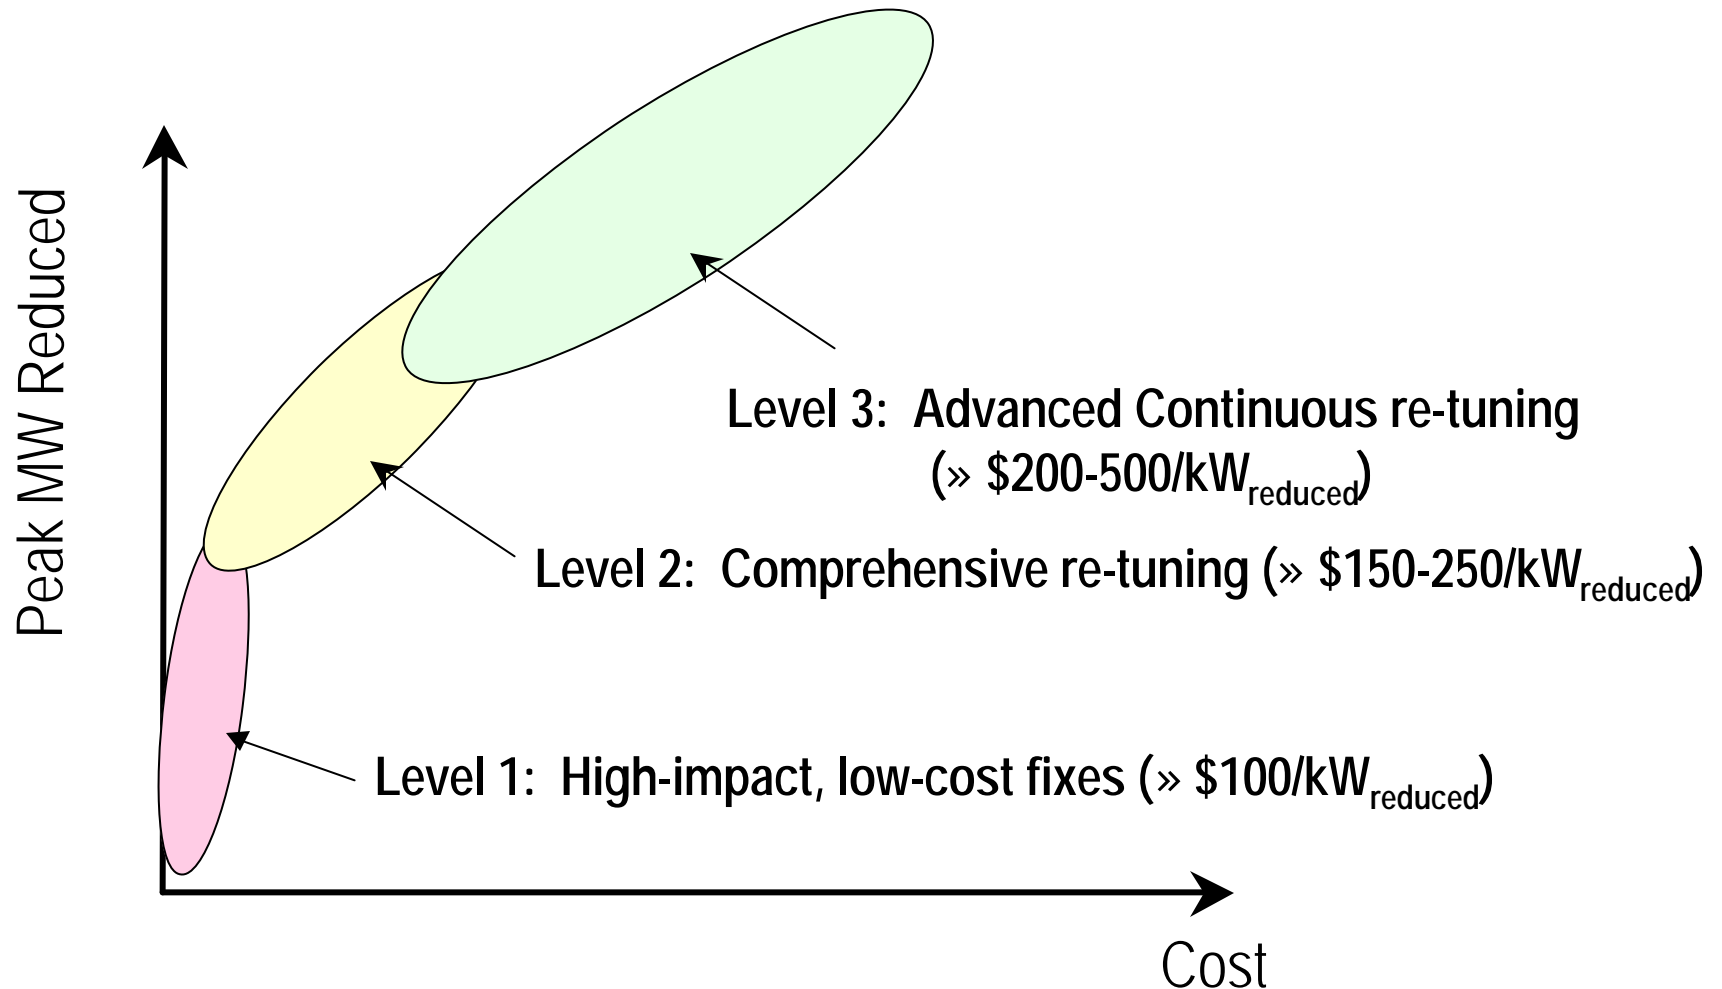 Peak MW Reduced
Level 3: Advanced Continuous re-tuning
(» $200-500/kWreduced)
Level 2: Comprehensive re-tuning (» $150-250/kWreduced)
Level 1: High-impact, low-cost fixes (» $100/kWreduced)
Cost